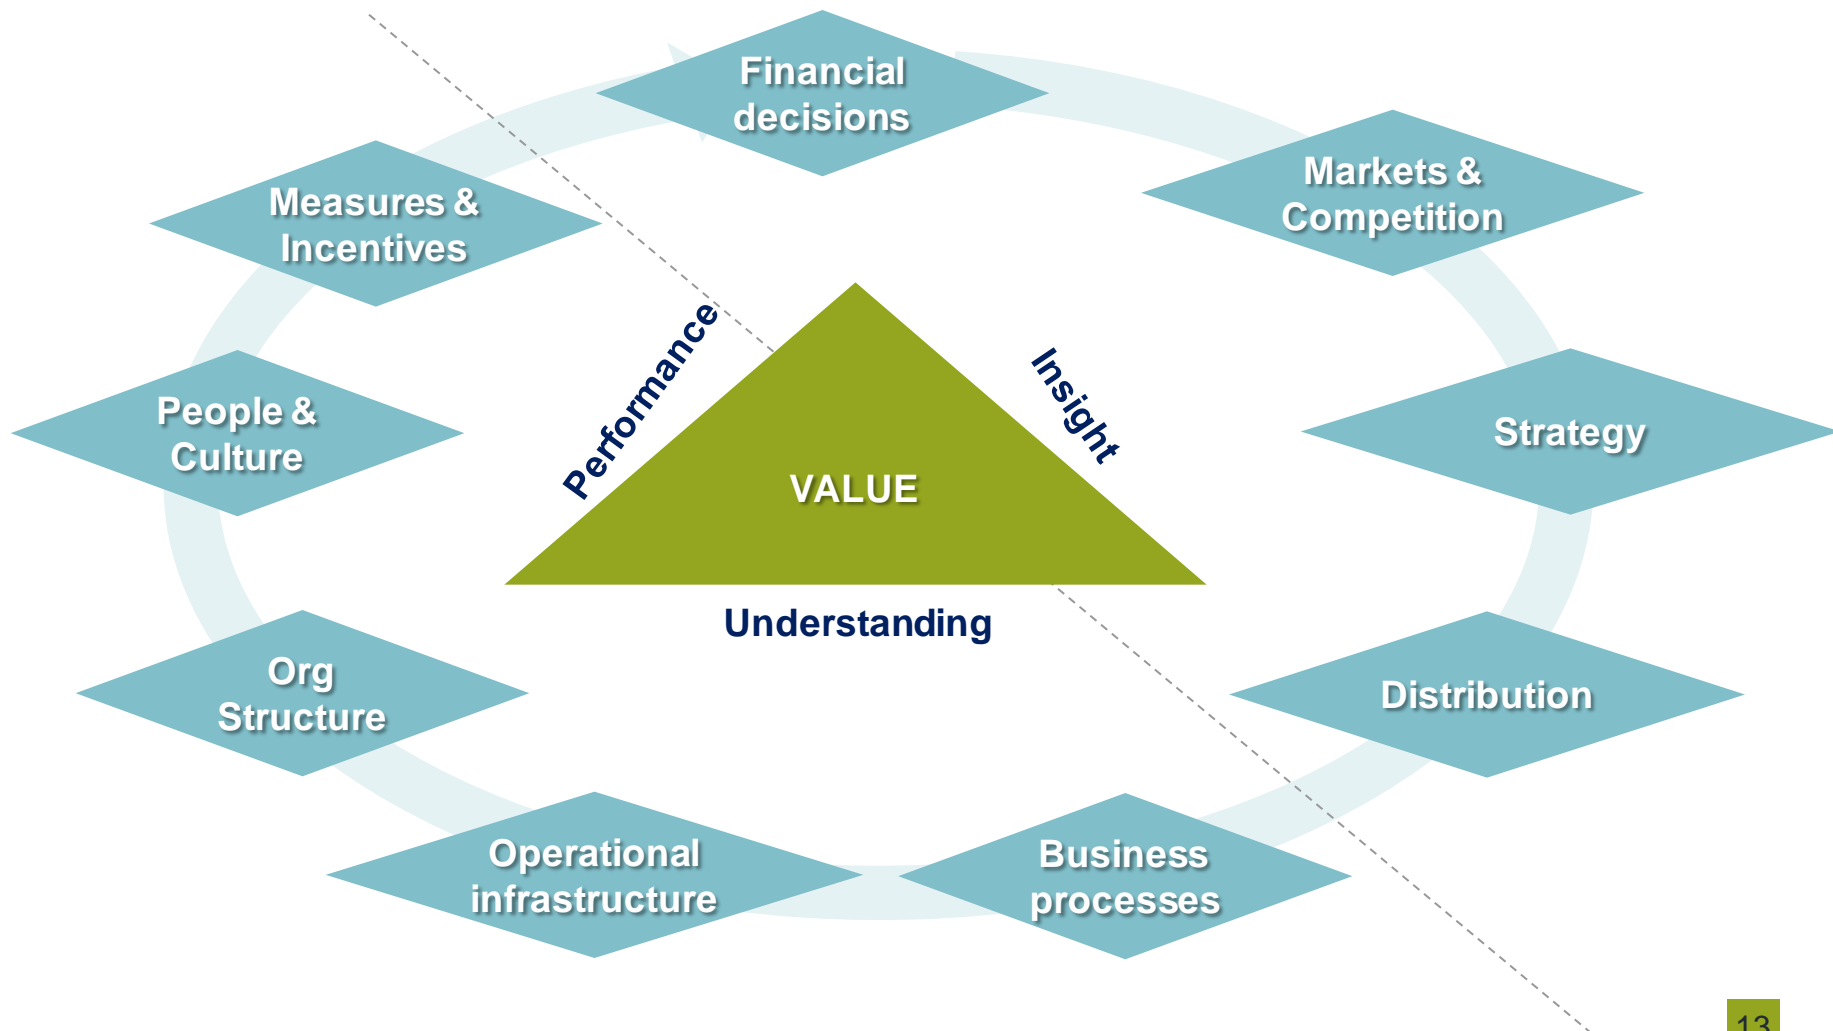 Financial
decisions
Markets &
Competition
Measures &
Incentives
Performance
Insight
People &
Culture
Strategy
VALUE
Understanding
Org
Structure
Distribution
Operational
infrastructure
Business
processes
13